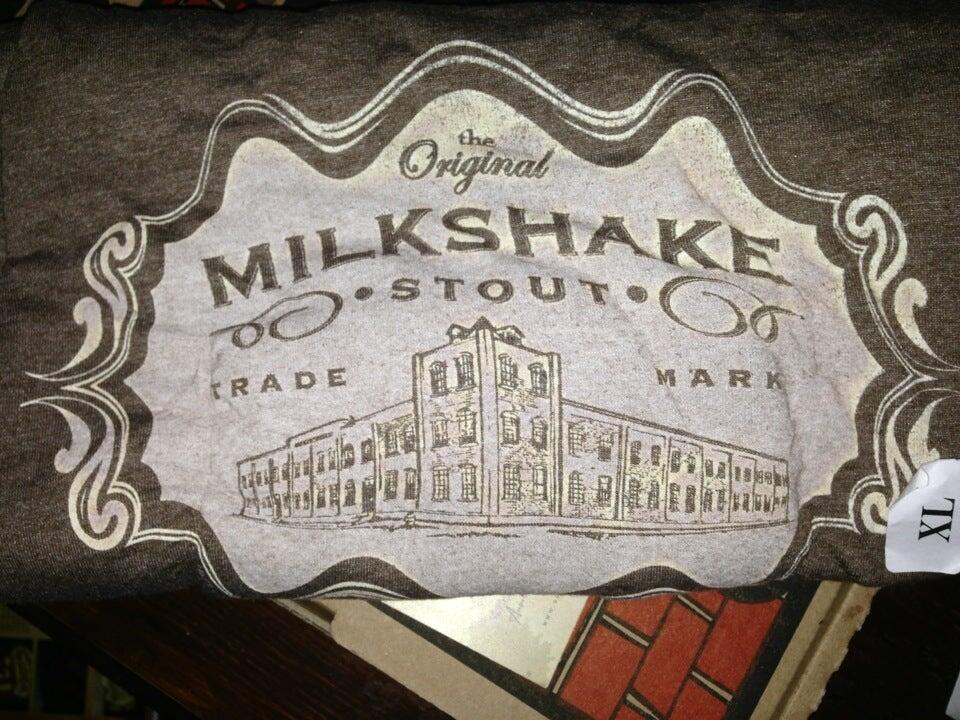 the
Original
MILKSHAKE
• STOUT •
TRADE MARK
XL